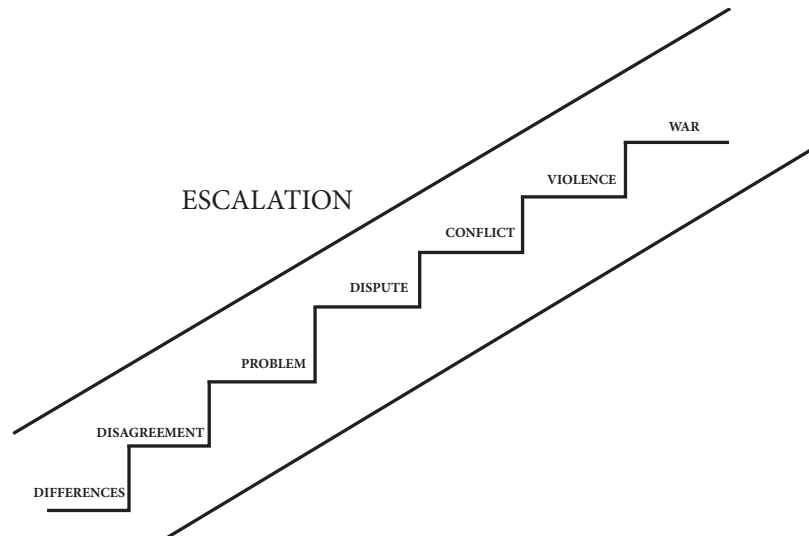 WAR
VIOLENCE
ESCALATION
CONFLICT
DISPUTE
PROBLEM
DISAGREEMENT
DIFFERENCES